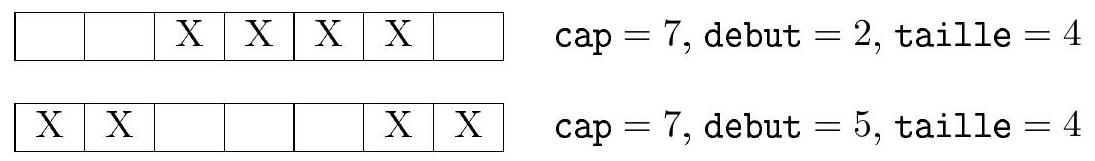 X X X X cap = 7, debut = 2, taille = 4
X X X X cap = 7, debut = 5, taille = 4